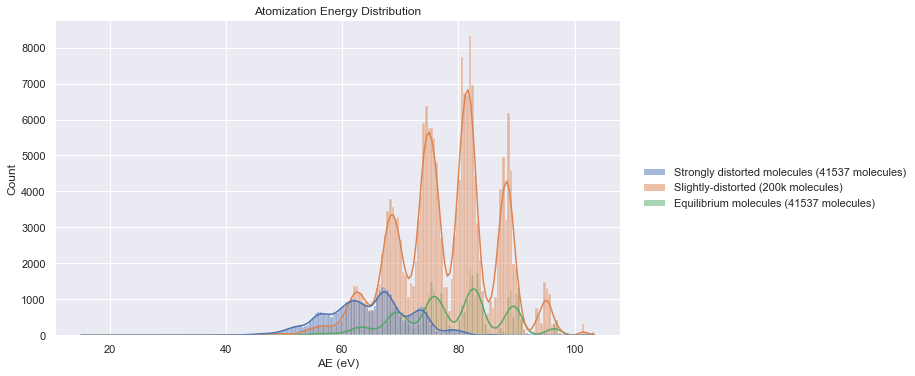 Atomization Energy Distribution
Count
8000
7000
6000
5000
4000
3000
2000
1000
0
20 40 60 80 100
AE (eV)
Strongly distorted molecules (41537 molecules)
Slightly-distorted (200k molecules)
Equilibrium molecules (41537 molecules)